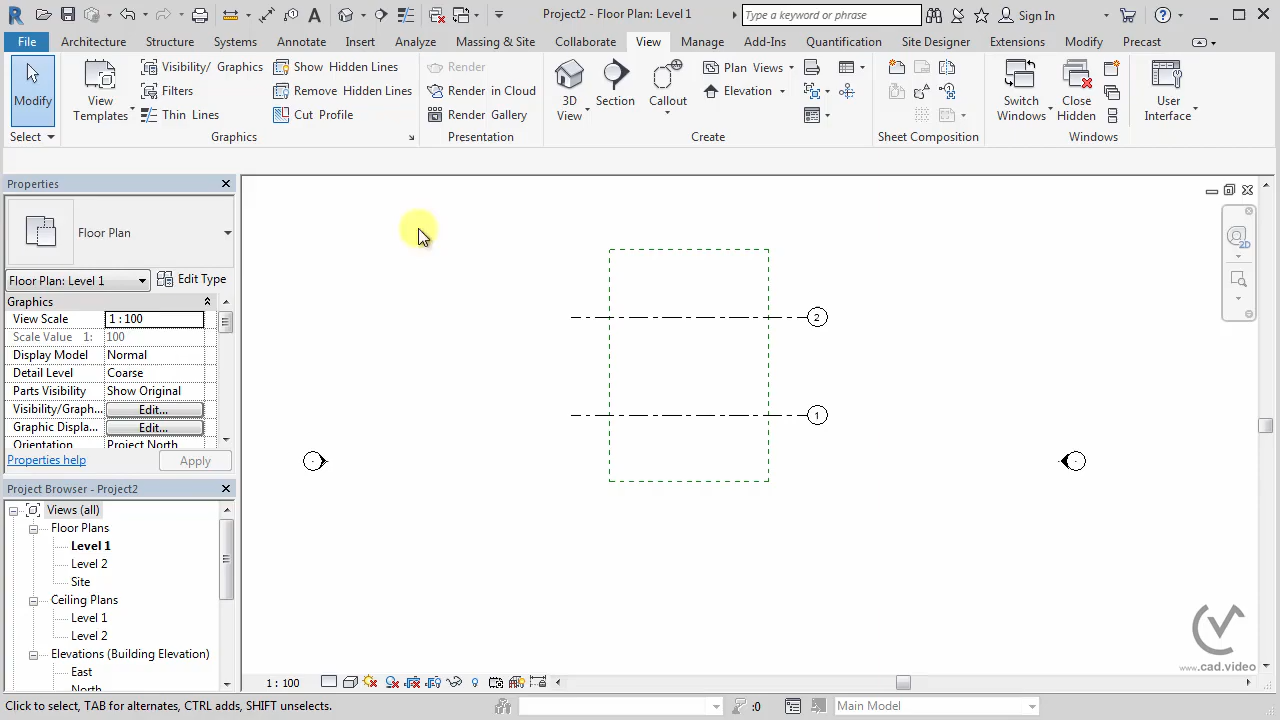 Project2 - Floor Plan: Level 1
Type a keyword or phrase
Sign In
File Architecture Structure Systems Annotate Insert Analyze Massing & Site Collaborate View Manage Add-Ins Quantification Site Designer Extensions Modify Precast
Modify
View
Templates
Visibility/ Graphics
Filters
Thin Lines
Show Hidden Lines
Remove Hidden Lines
Cut Profile
Render
Render in Cloud
Render Gallery
3D
View
Section
Callout
Plan Views
Elevation
Switch
Windows
Close
Hidden
User
Interface
Select
Graphics
Presentation
Create
Sheet Composition
Windows
Properties
Floor Plan
Floor Plan: Level 1
Edit Type
Graphics
View Scale 1 : 100
Scale Value 1: 100
Display Model Normal
Detail Level Coarse
Parts Visibility Show Original
Visibility/Graph... Edit...
Graphic Displa... Edit...
Orientation Project North
Properties help
Apply
Project Browser - Project2
Views (all)
Floor Plans
Level 1
Level 2
Site
Ceiling Plans
Level 1
Level 2
Elevations (Building Elevation)
East
North
2
1
2D
www.cad.video
1 : 100
Click to select, TAB for alternates, CTRL adds, SHIFT unselects.
:0
Main Model